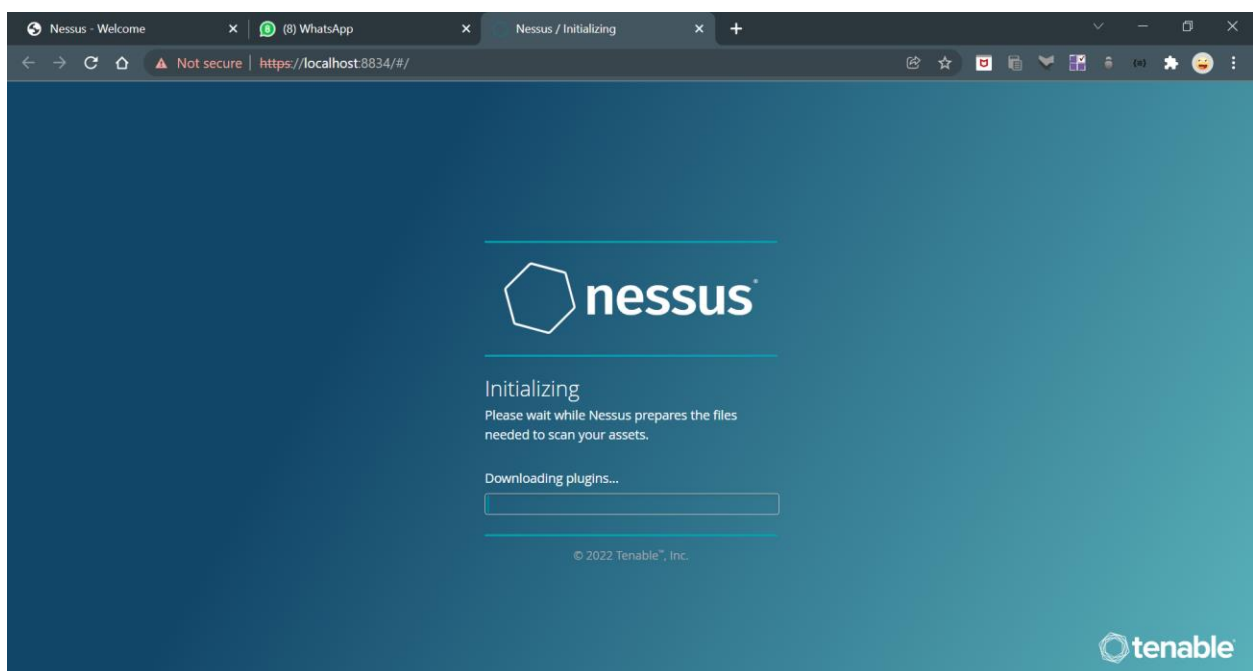 Nessus - Welcome
(8) WhatsApp
Nessus / Initializing
Not secure | https://localhost:8834/#/
nessus®
Initializing
Please wait while Nessus prepares the files
needed to scan your assets.
Downloading plugins...
© 2022 Tenable™, Inc.
tenable